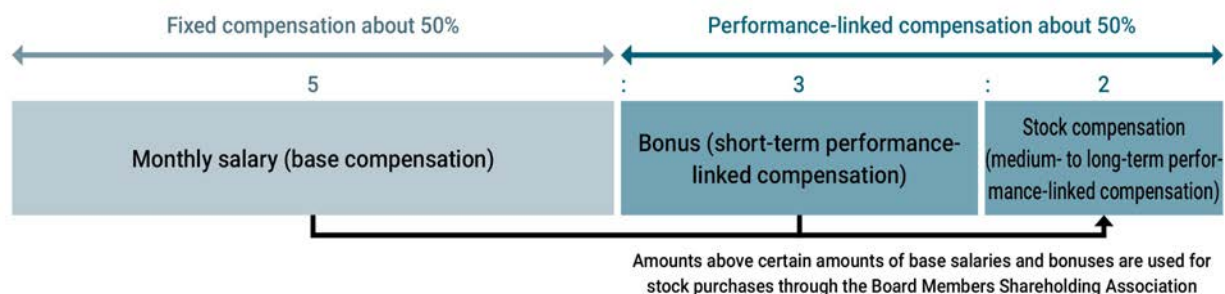 Fixed compensation about 50%
Performance-linked compensation about 50%
5 : 3 : 2
Monthly salary (base compensation)
Bonus (short-term performance-
linked compensation)
Stock compensation
(medium- to long-term perfor-
mance-linked compensation)
Amounts above certain amounts of base salaries and bonuses are used for
stock purchases through the Board Members Shareholding Association